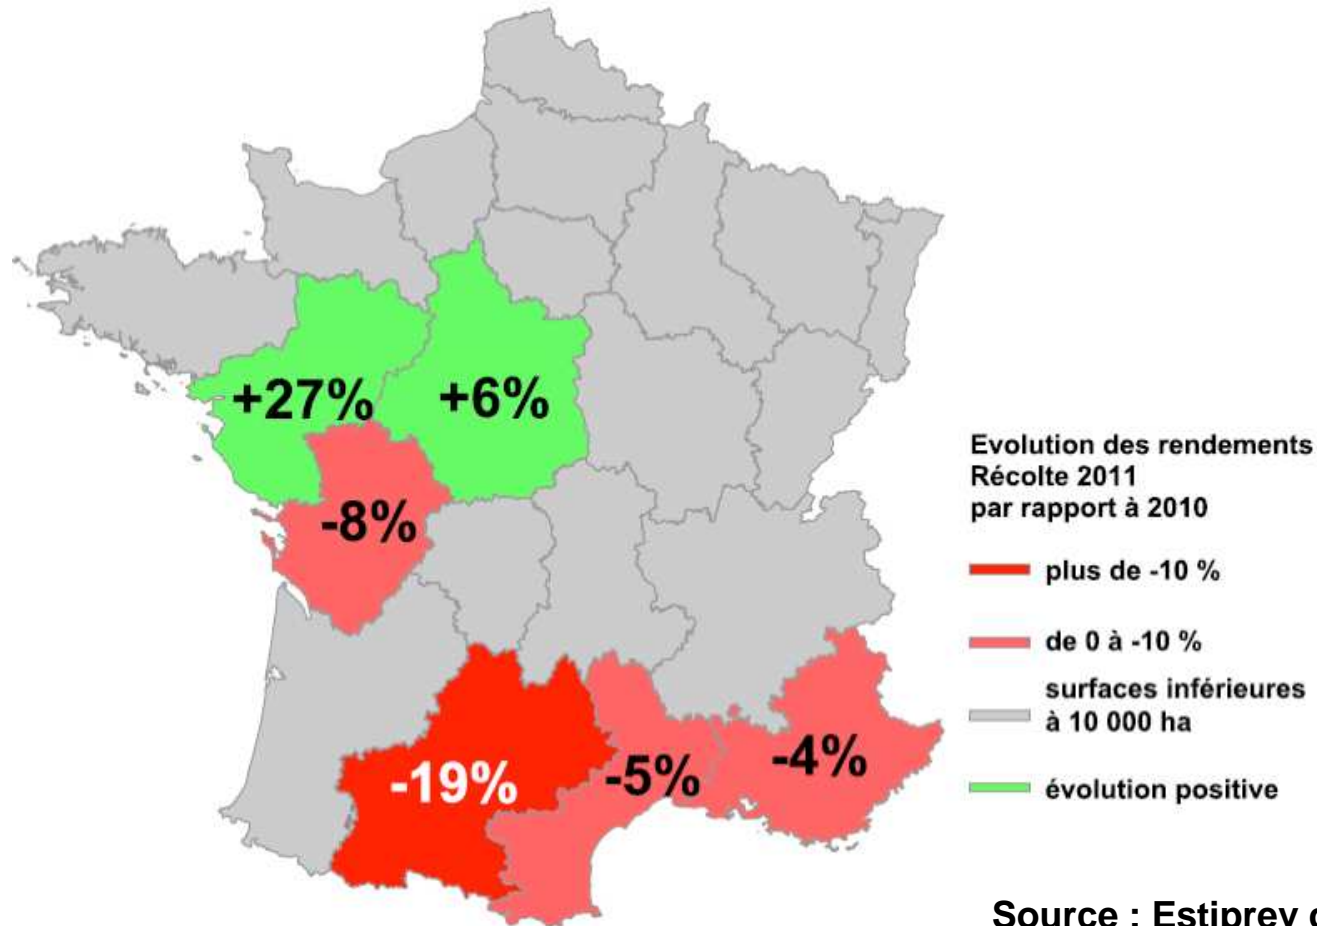 +27%
+6%
-8%
-19%
-5%
-4%
Evolution des rendements
Récolte 2011
par rapport à 2010
plus de -10 %
de 0 à -10 %
surfaces inférieures
à 10 000 ha
évolution positive
Source : Estiprev